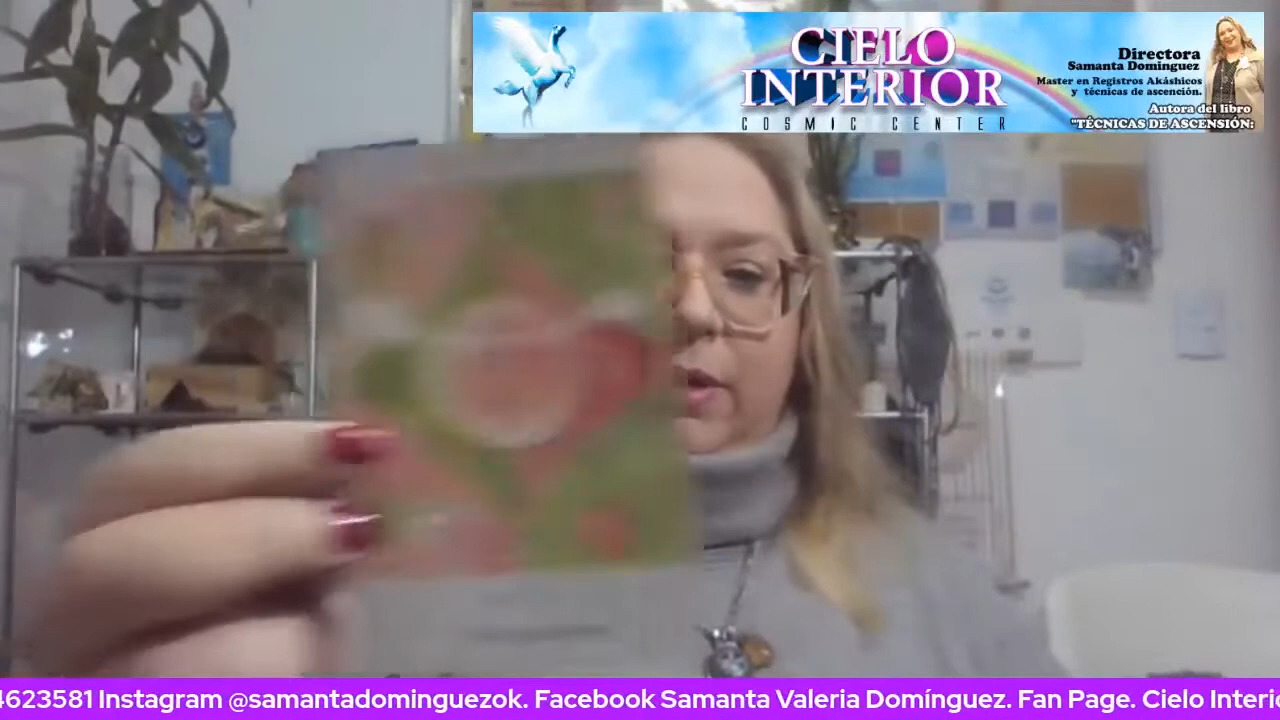 CIELO
INTERIOR
COSMIC CENTER
Directora
Samanta Dominguez
Master en Registros Akáshicos
y técnicas de ascención.
Autora del libro
"TÉCNICAS DE ASCENSIÓN:
4623581 Instagram @samantadominguezok. Facebook Samanta Valeria Domínguez. Fan Page. Cielo Interio